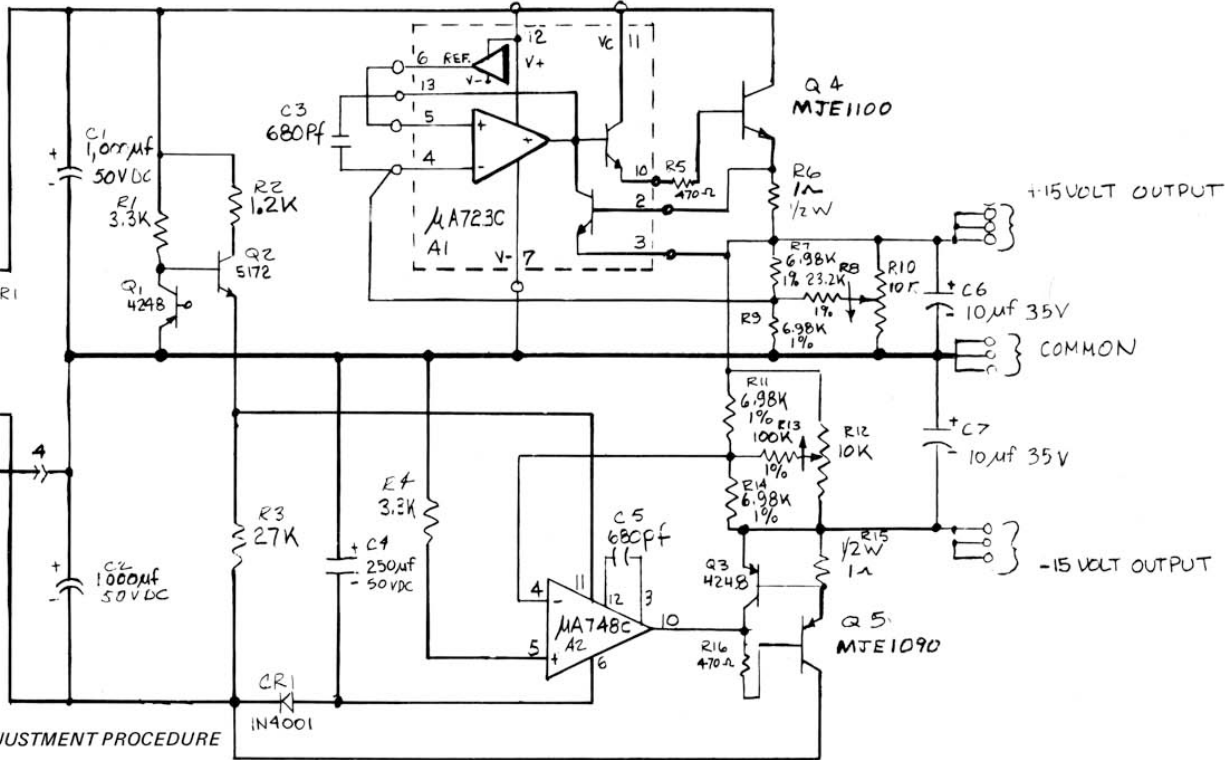 12
VC 11
6 REF.
V+
V-
13
5
+
4
-
+
C3
680Pf
µA723C
A1
V- 7
10
R5
470Ω
2
3
Q4
MJE1100
R6
1Ω
1/2 W
+15 VOLT OUTPUT
C1
+
-
50VDC
R1
3.3K
R2
1.2K
Q2
5172
Q1
4248
R1
R7
6.98K
1%
23.2K
R8
1%
R10
R9
6.98K
1%
+ C6
- 10µf 35V
COMMON
4
R11
6.98K
1%
100K
R13
1%
R12
10K
+ C7
- 10µf 35V
R14
6.98K
1%
R3
27K
R4
3.3K
+ C4
250µf
- 50VDC
C5
680pf
+
-
C2
1000µf
50VDC
4
-
11
12
3
10
µA748C
A2
5
+
6
Q3
4248
1/2W
R15
1Ω
-15 VOLT OUTPUT
R16
470Ω
Q5
MJE1090
CR1
1N4001
JUSTMENT PROCEDURE